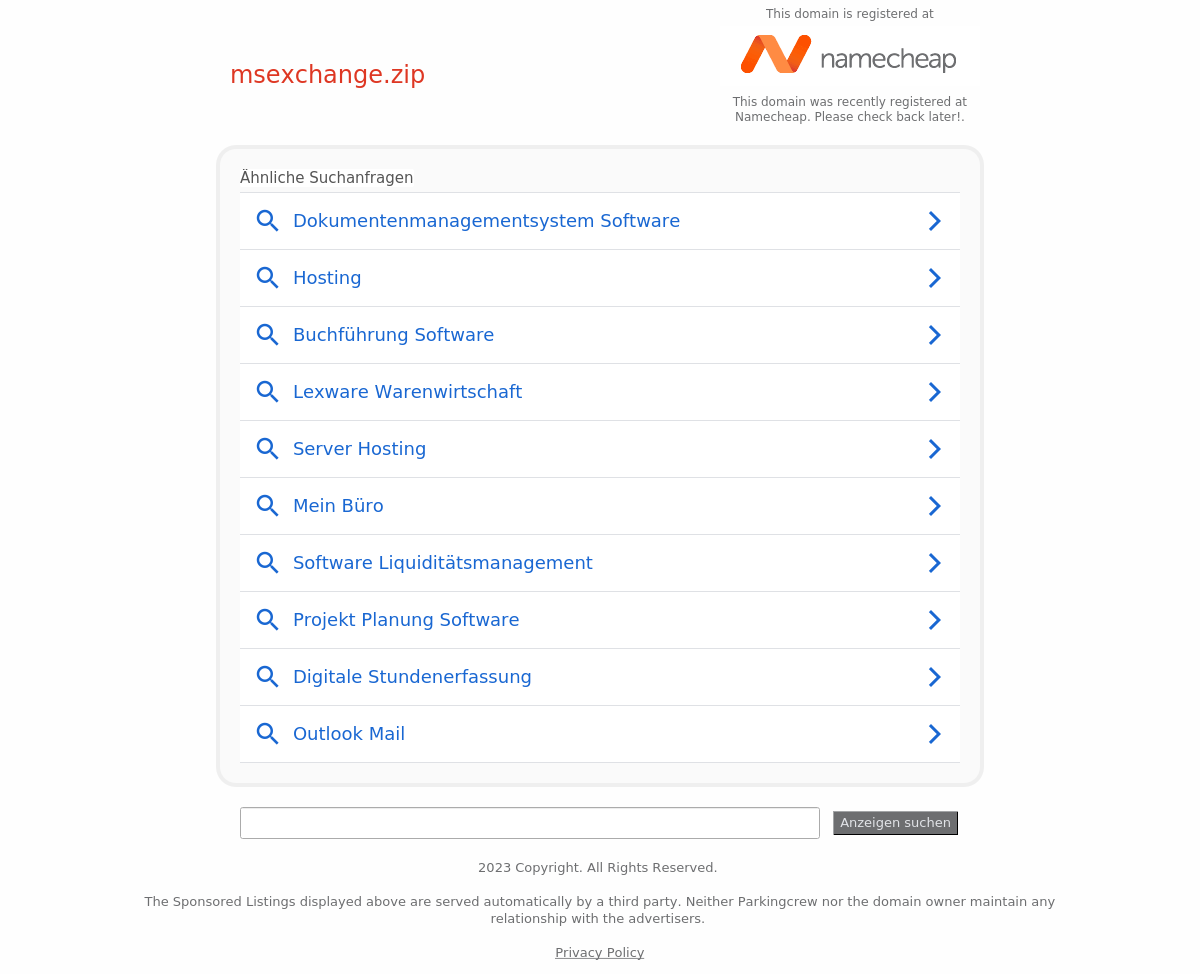 This domain is registered at
namecheap
msexchange.zip
This domain was recently registered at
Namecheap. Please check back later!.
Ähnliche Suchanfragen
Dokumentenmanagementsystem Software
Hosting
Buchführung Software
Lexware Warenwirtschaft
Server Hosting
Mein Büro
Software Liquiditätsmanagement
Projekt Planung Software
Digitale Stundenerfassung
Outlook Mail
Anzeigen suchen
2023 Copyright. All Rights Reserved.
The Sponsored Listings displayed above are served automatically by a third party. Neither Parkingcrew nor the domain owner maintain any
relationship with the advertisers.
Privacy Policy